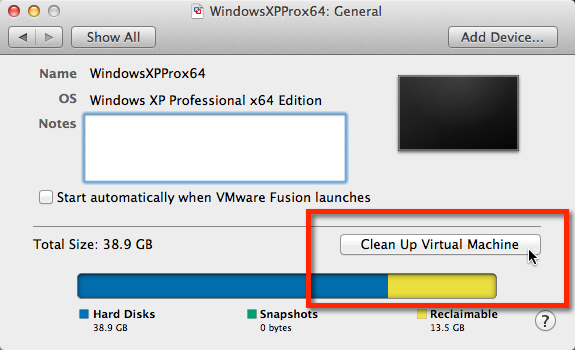 WindowsXPProx64: General
Show All
Add Device...
Name WindowsXPProx64
OS Windows XP Professional x64 Edition
Notes
Start automatically when VMware Fusion launches
Total Size: 38.9 GB
Clean Up Virtual Machine
Hard Disks Snapshots Reclaimable
38.9 GB 0 bytes 13.5 GB
?